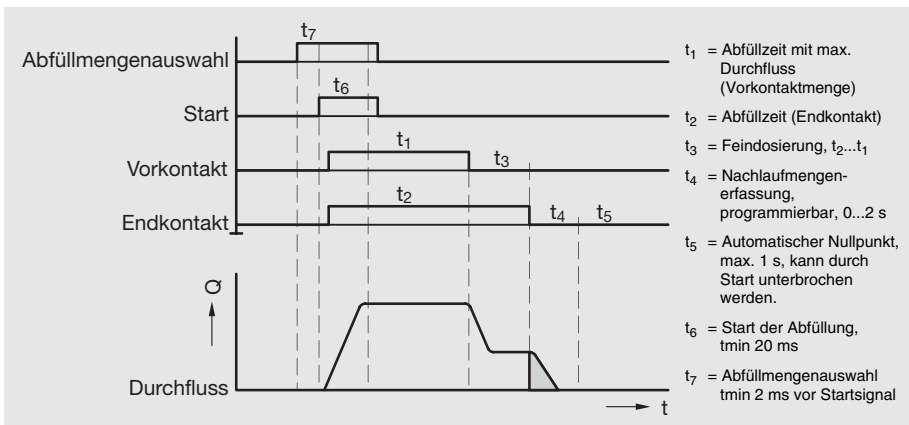 t7
Abfüllmengenauswahl
t6
Start
t1
t3
Vorkontakt
t2
t4
t5
Endkontakt
Q
Durchfluss
t
t1 = Abfüllzeit mit max.
Durchfluss
(Vorkontaktmenge)
t2 = Abfüllzeit (Endkontakt)
t3 = Feindosierung, t2...t1
t4 = Nachlaufmengen-
erfassung,
programmierbar, 0...2 s
t5 = Automatischer Nullpunkt,
max. 1 s, kann durch
Start unterbrochen
werden.
t6 = Start der Abfüllung,
tmin 20 ms
t7 = Abfüllmengenauswahl
tmin 2 ms vor Startsignal